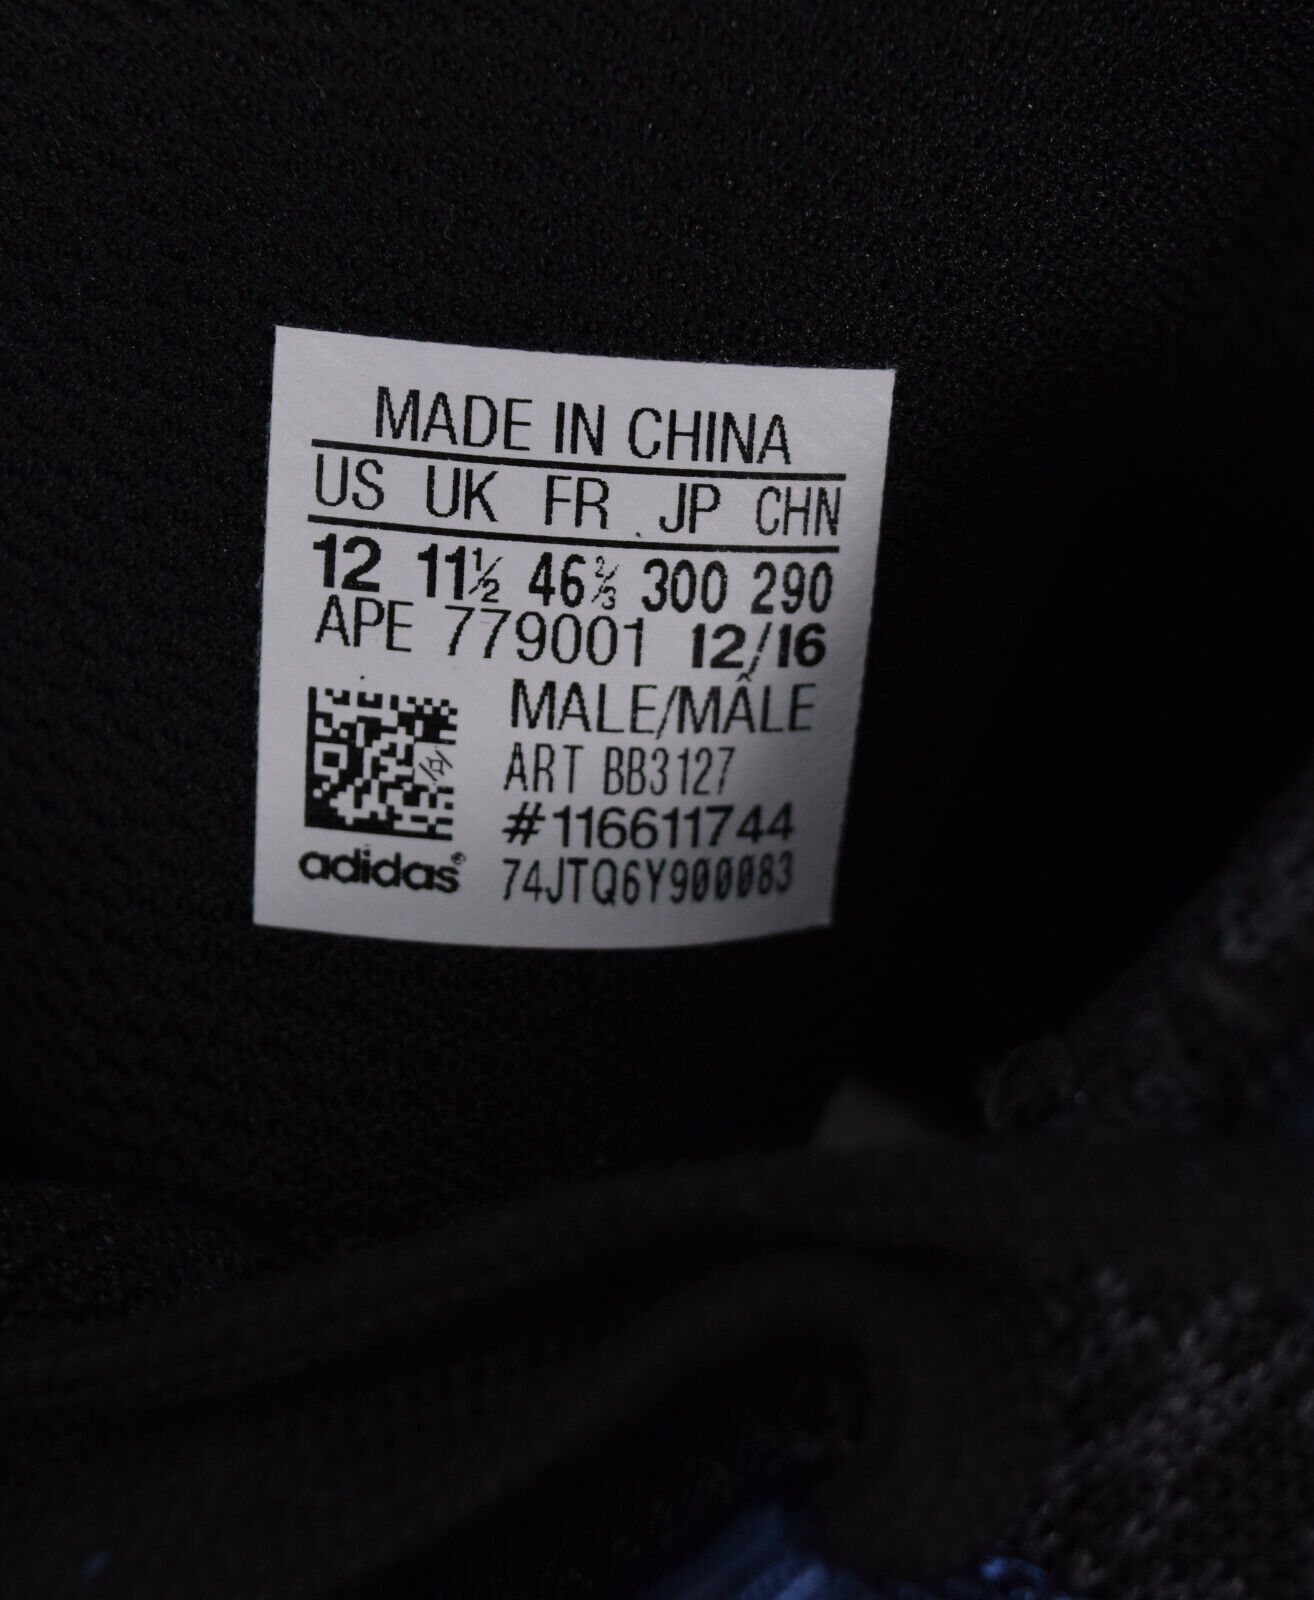 MADE IN CHINA
US UK FR JP CHN
12 11½ 46⅔ 300 290
APE 779001 12/16
MALE/MÂLE
ART BB3127
#116611744
adidas® 74JTQ6Y900083